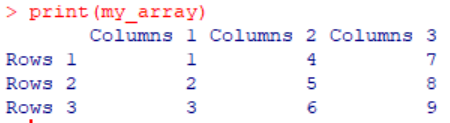 > print(my_array)
Columns 1 Columns 2 Columns 3
Rows 1 1 4 7
Rows 2 2 5 8
Rows 3 3 6 9